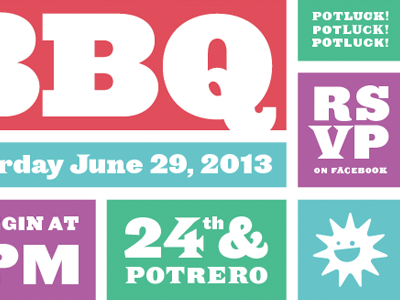 BBQ
POTLUCK!
POTLUCK!
POTLUCK!
RS
VP
ON FACEBOOK
rday June 29, 2013
GIN AT
PM
24th &
POTRERO